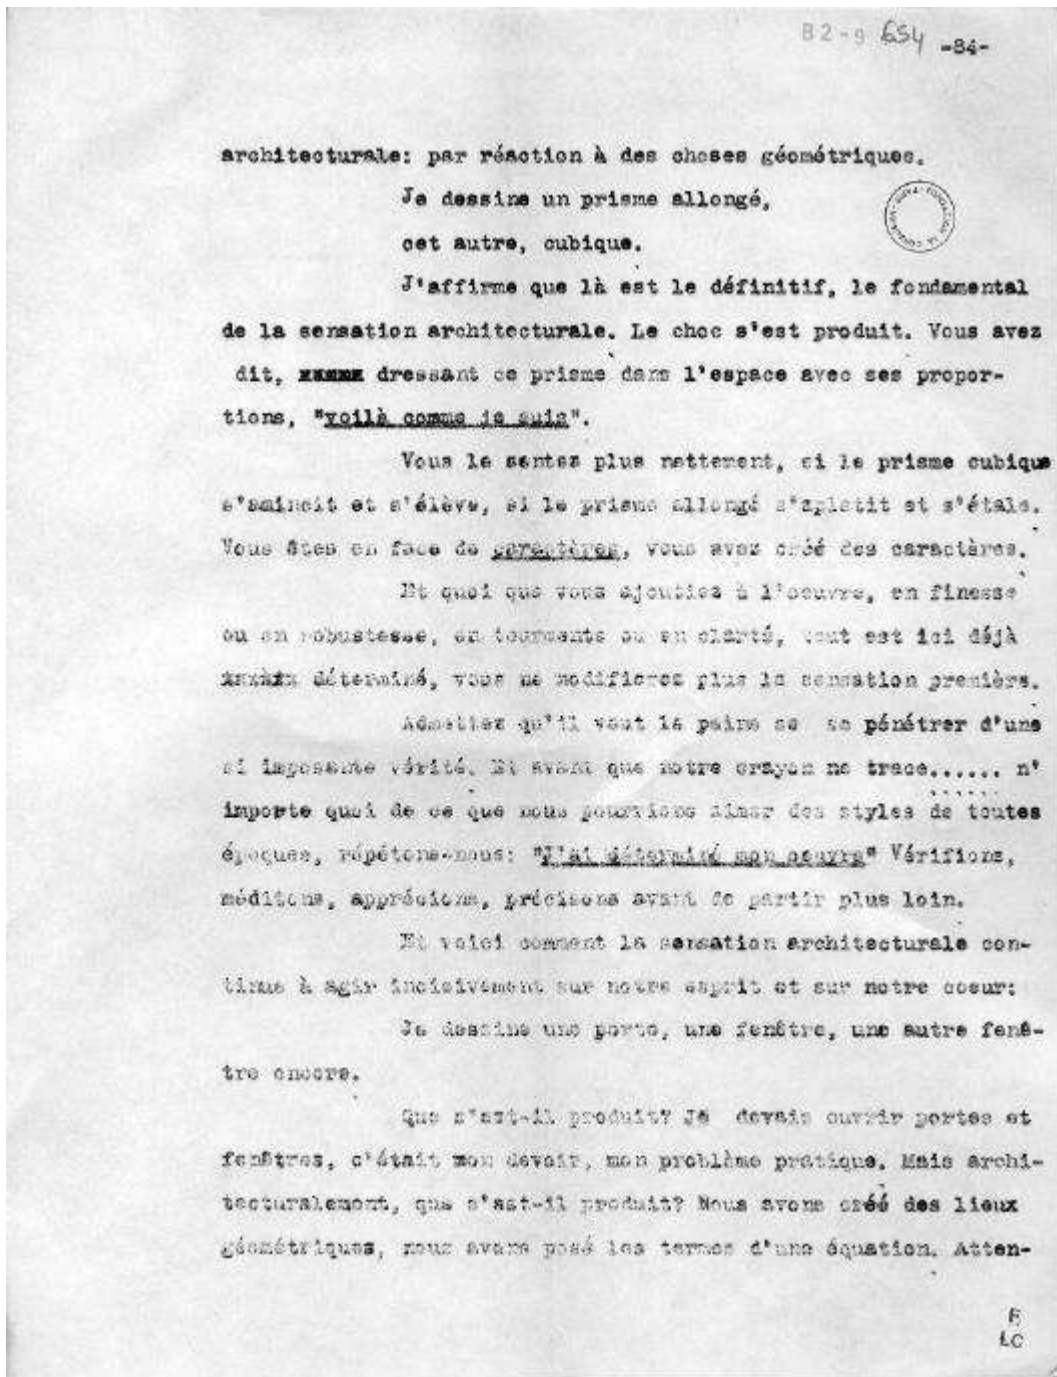 B2-9 654 -84-
architecturale: par réaction à des choses géométriques.
Je dessine un prisme allongé,
cet autre, cubique.
J'affirme que là est le définitif, le fondamental
de la sensation architecturale. Le choc s'est produit. Vous avez
dit, xxxxx dressant ce prisme dans l'espace avec ses propor-
tions, "voilà comme je suis".
Vous le sentez plus nettement, si le prisme cubique
s'amincit et s'élève, si le prisme allongé s'aplatit et s'étale.
Vous êtes en face de caractères, vous avez créé des caractères.
Et quoi que vous ajoutiez à l'oeuvre, en finesse
ou en robustesse, en tourments ou en clarté, tout est ici déjà
xxxxxx déterminé, vous ne modifierez plus la sensation première.
Admettez qu'il vaut la peine se se pénétrer d'une
si imposante vérité. Et avant que notre crayon ne trace...... n'
importe quoi de ce que nous pourrions aimer des styles de toutes
époques, répétons-nous: "J'ai déterminé mon oeuvre" Vérifions,
méditons, apprécions, précisons avant de partir plus loin.
Et voici comment la sensation architecturale con-
tinue à agir incisivement sur notre esprit et sur notre coeur:
Je dessine une porte, une fenêtre, une autre fenê-
tre encore.
Que s'est-il produit? Je devais ouvrir portes et
fenêtres, c'était mon devoir, mon problème pratique. Mais archi-
tecturalement, que s'est-il produit? Nous avons créé des lieux
géométriques, nous avons posé les termes d'une équation. Atten-
LC